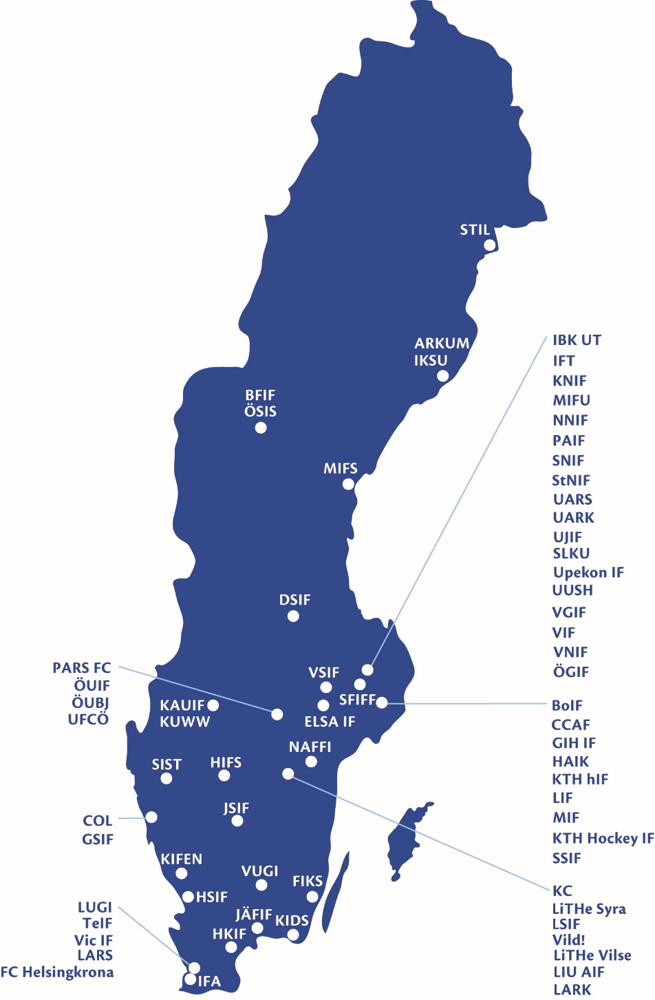 STIL
ARKUM
IKSU
BFIF
ÖSIS
MIFS
DSIF
VSIF
SFIFF
ELSA IF
KAUIF
KUWW
NAFFI
SIST
HIFS
JSIF
KIFEN
VUGI
FIKS
HSIF
JÄFIF
KIDS
HKIF
IFA
PARS FC
ÖUIF
ÖUBJ
UFCÖ
COL
GSIF
LUGI
TeIF
Vic IF
LARS
FC Helsingkrona
IBK UT
IFT
KNIF
MIFU
NNIF
PAIF
SNIF
StNIF
UARS
UARK
UJIF
SLKU
Upekon IF
UUSH
VGIF
VIF
VNIF
ÖGIF
BoIF
CCAF
GIH IF
HAIK
KTH hIF
LIF
MIF
KTH Hockey IF
SSIF
KC
LiTHe Syra
LSIF
Vild!
LiTHe Vilse
LIU AIF
LARK